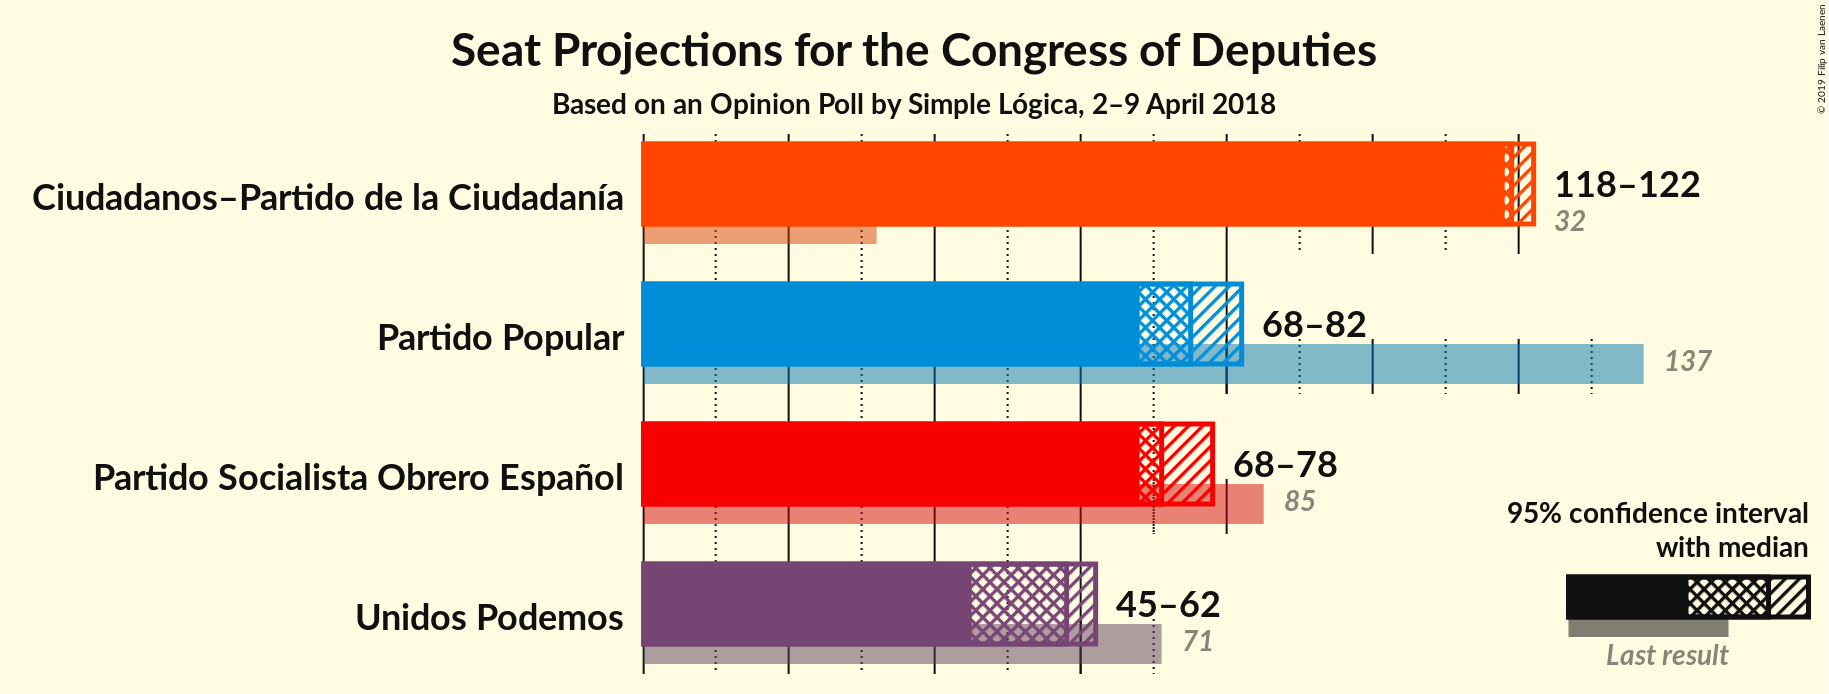 Seat Projections for the Congress of Deputies
Based on an Opinion Poll by Simple Lógica, 2–9 April 2018
© 2019 Filip van Laenen
Ciudadanos–Partido de la Ciudadanía
118–122
32
Partido Popular
68–82
137
Partido Socialista Obrero Español
68–78
85
Unidos Podemos
45–62
71
95% confidence interval
with median
Last result